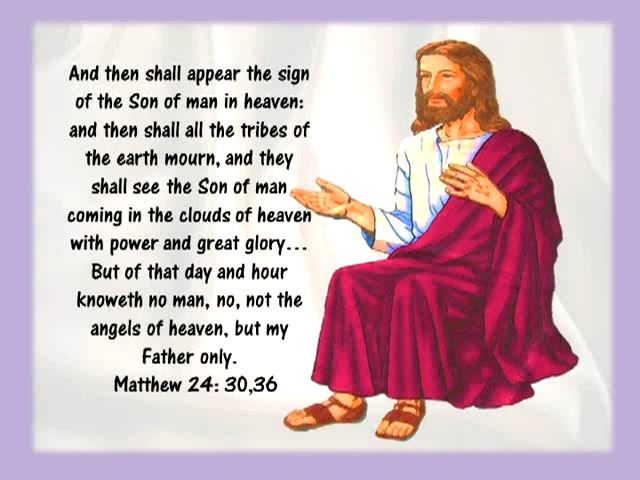 And then shall appear the sign
of the Son of man in heaven:
and then shall all the tribes of
the earth mourn, and they
shall see the Son of man
coming in the clouds of heaven
with power and great glory...
But of that day and hour
knoweth no man, no, not the
angels of heaven, but my
Father only.
Matthew 24: 30,36